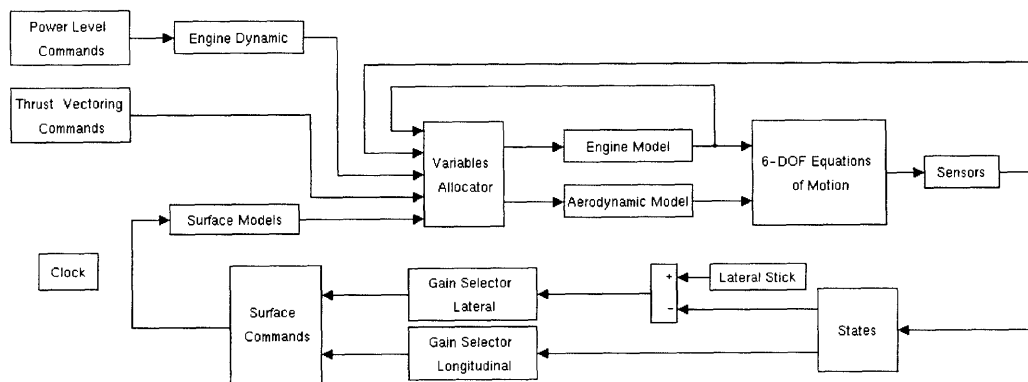 Power Level
Commands
Engine Dynamic
Thrust Vectoring
Commands
Variables
Allocator
Engine Model
6-DOF Equations
of Motion
Sensors
Aerodynamic Model
Surface Models
Clock
Surface
Commands
Gain Selector
Lateral
+
-
Lateral Stick
States
Gain Selector
Longitudinal